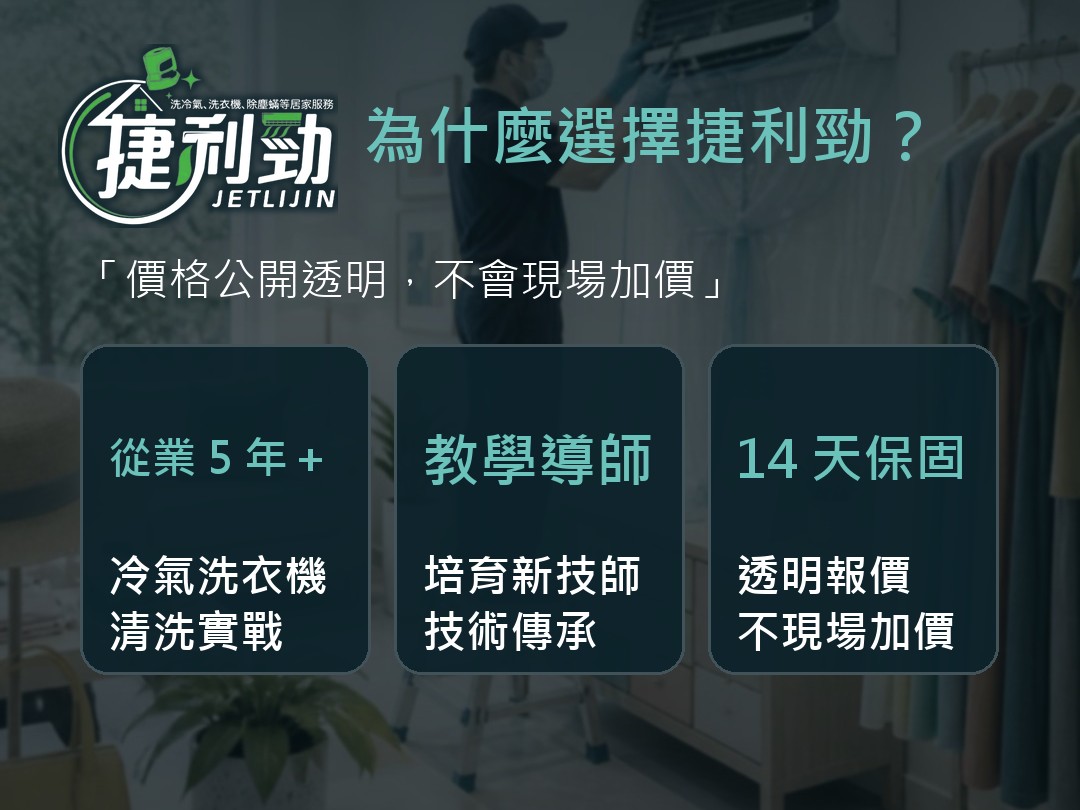 洗冷氣、洗衣機、除塵蟎等居家服務
捷利勁
JETLIJIN
為什麼選擇捷利勁？
「價格公開透明，不會現場加價」
從業 5 年 +
冷氣洗衣機
清洗實戰
教學導師
培育新技師
技術傳承
14 天保固
透明報價
不現場加價